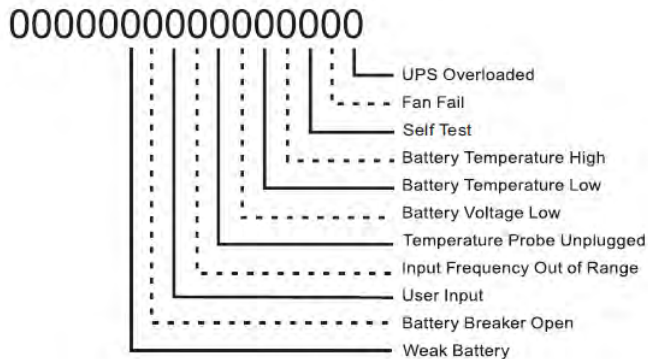 0000000000000000
UPS Overloaded
Fan Fail
Self Test
Battery Temperature High
Battery Temperature Low
Battery Voltage Low
Temperature Probe Unplugged
Input Frequency Out of Range
User Input
Battery Breaker Open
Weak Battery